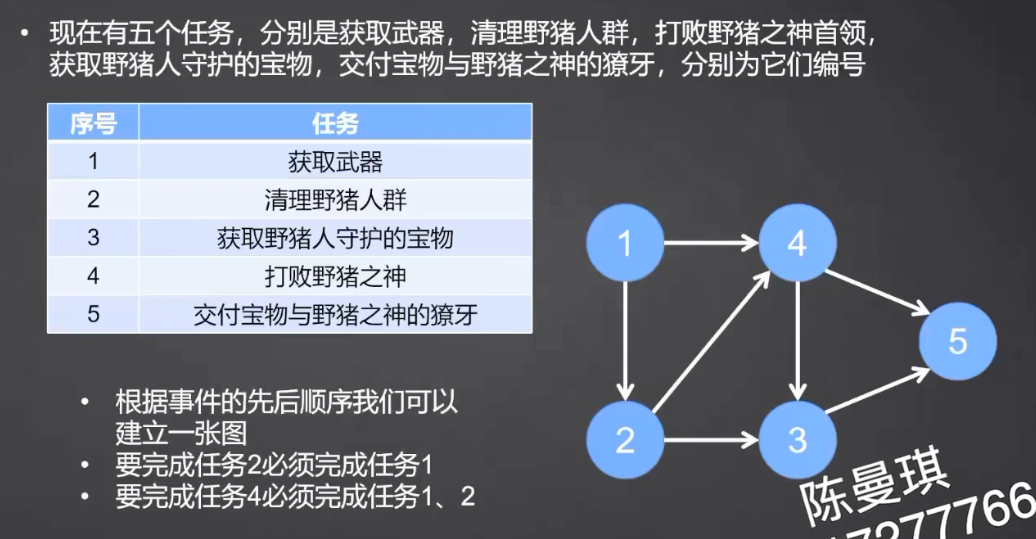 • 现在有五个任务，分别是获取武器，清理野猪人群，打败野猪之神首领，
获取野猪人守护的宝物，交付宝物与野猪之神的獠牙，分别为它们编号
序号 任务
1 获取武器
2 清理野猪人群
3 获取野猪人守护的宝物
4 打败野猪之神
5 交付宝物与野猪之神的獠牙
1 4
5
2 3
• 根据事件的先后顺序我们可以
建立一张图
• 要完成任务2必须完成任务1
• 要完成任务4必须完成任务1、2
陈曼琪